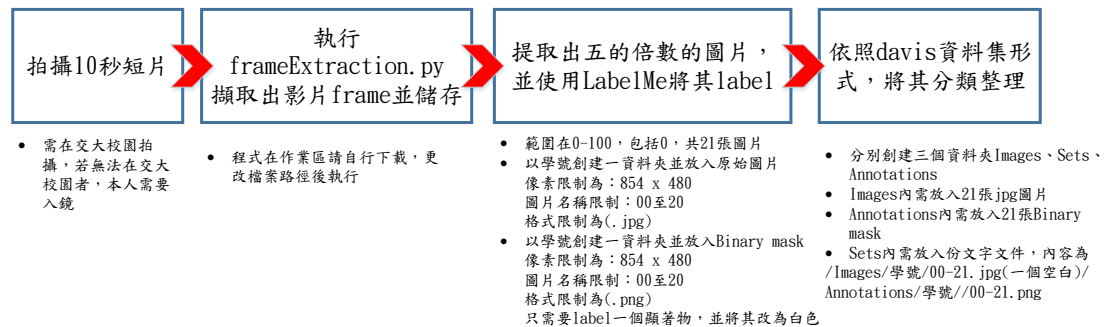 拍攝10秒短片
執行
frameExtraction.py
擷取出影片frame並儲存
提取出五的倍數的圖片，
並使用LabelMe將其label
依照davis資料集形
式，將其分類整理
• 需在交大校園拍
攝，若無法在交大
校園者，本人需要
入鏡
• 程式在作業區請自行下載，更
改檔案路徑後執行
• 範圍在0-100，包括0，共21張圖片
• 以學號創建一資料夾並放入原始圖片
像素限制為：854 x 480
圖片名稱限制：00至20
格式限制為(.jpg)
• 以學號創建一資料夾並放入Binary mask
像素限制為：854 x 480
圖片名稱限制：00至20
格式限制為(.png)
只需要label一個顯著物，並將其改為白色
• 分別創建三個資料夾Images、Sets、
Annotations
• Images內需放入21張jpg圖片
• Annotations內需放入21張Binary
mask
• Sets內需放入份文字文件，內容為
/Images/學號/00-21.jpg(一個空白)/
Annotations/學號//00-21.png